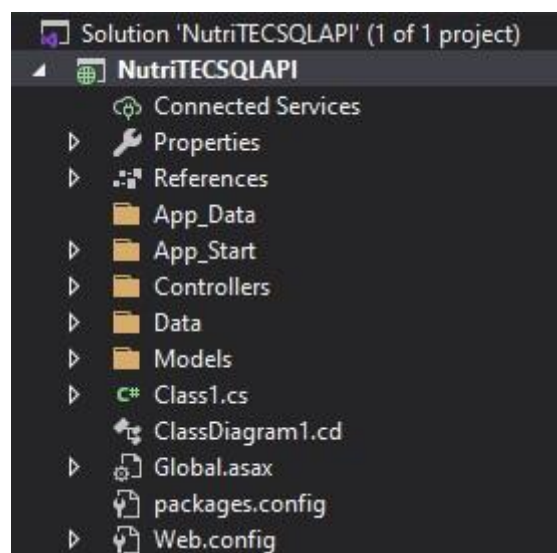 Solution 'NutriTECSQLAPI' (1 of 1 project)
NutriTECSQLAPI
Connected Services
Properties
References
App_Data
App_Start
Controllers
Data
Models
C# Class1.cs
ClassDiagram1.cd
Global.asax
packages.config
Web.config